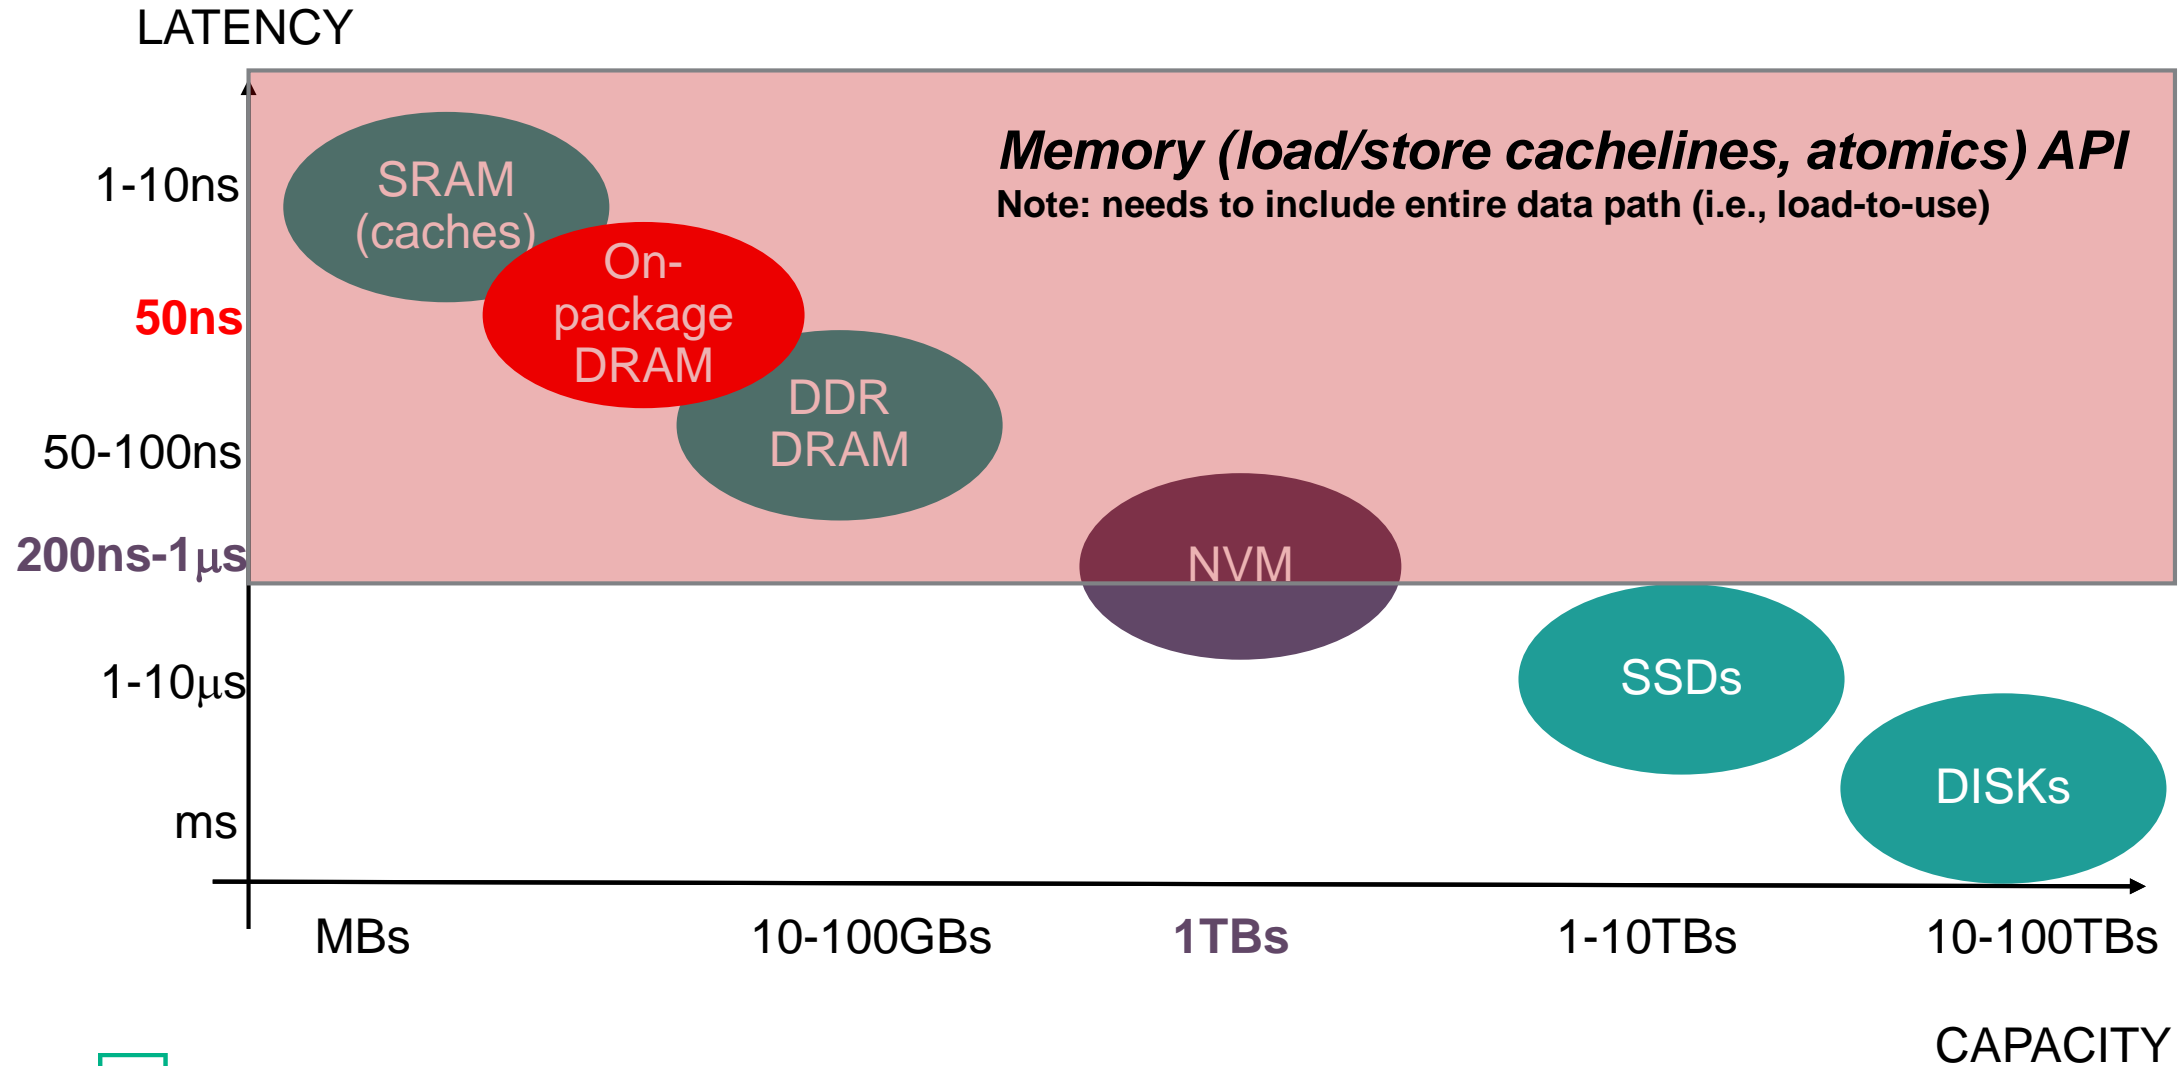 LATENCY
Memory (load/store cachelines, atomics) API
Note: needs to include entire data path (i.e., load-to-use)
1-10ns
SRAM
(caches)
50ns
On-
package
DRAM
50-100ns
DDR
DRAM
200ns-1μs
NVM
1-10μs
SSDs
ms
DISKs
MBs
10-100GBs
1TBs
1-10TBs
10-100TBs
CAPACITY